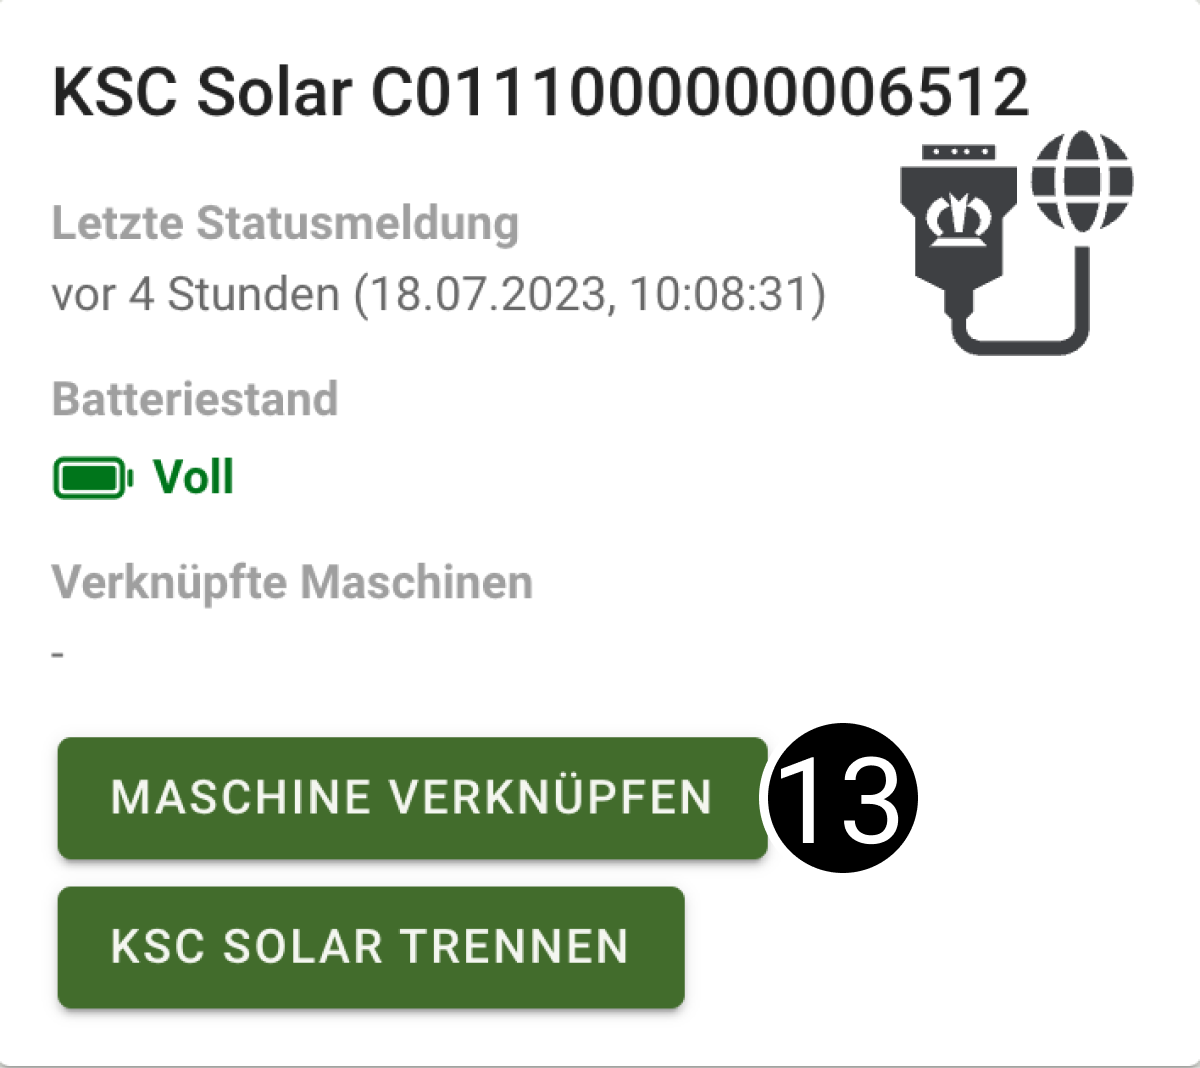 KSC Solar C0111000000006512
Letzte Statusmeldung
vor 4 Stunden (18.07.2023, 10:08:31)
Batteriestand
Voll
Verknüpfte Maschinen
-
MASCHINE VERKNÜPFEN
13
KSC SOLAR TRENNEN